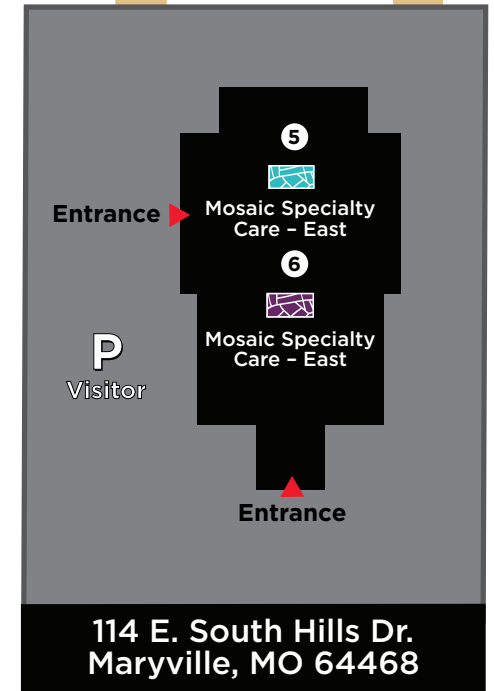 5
Entrance
Mosaic Specialty
Care – East
6
P
Visitor
Mosaic Specialty
Care – East
Entrance
114 E. South Hills Dr.
Maryville, MO 64468